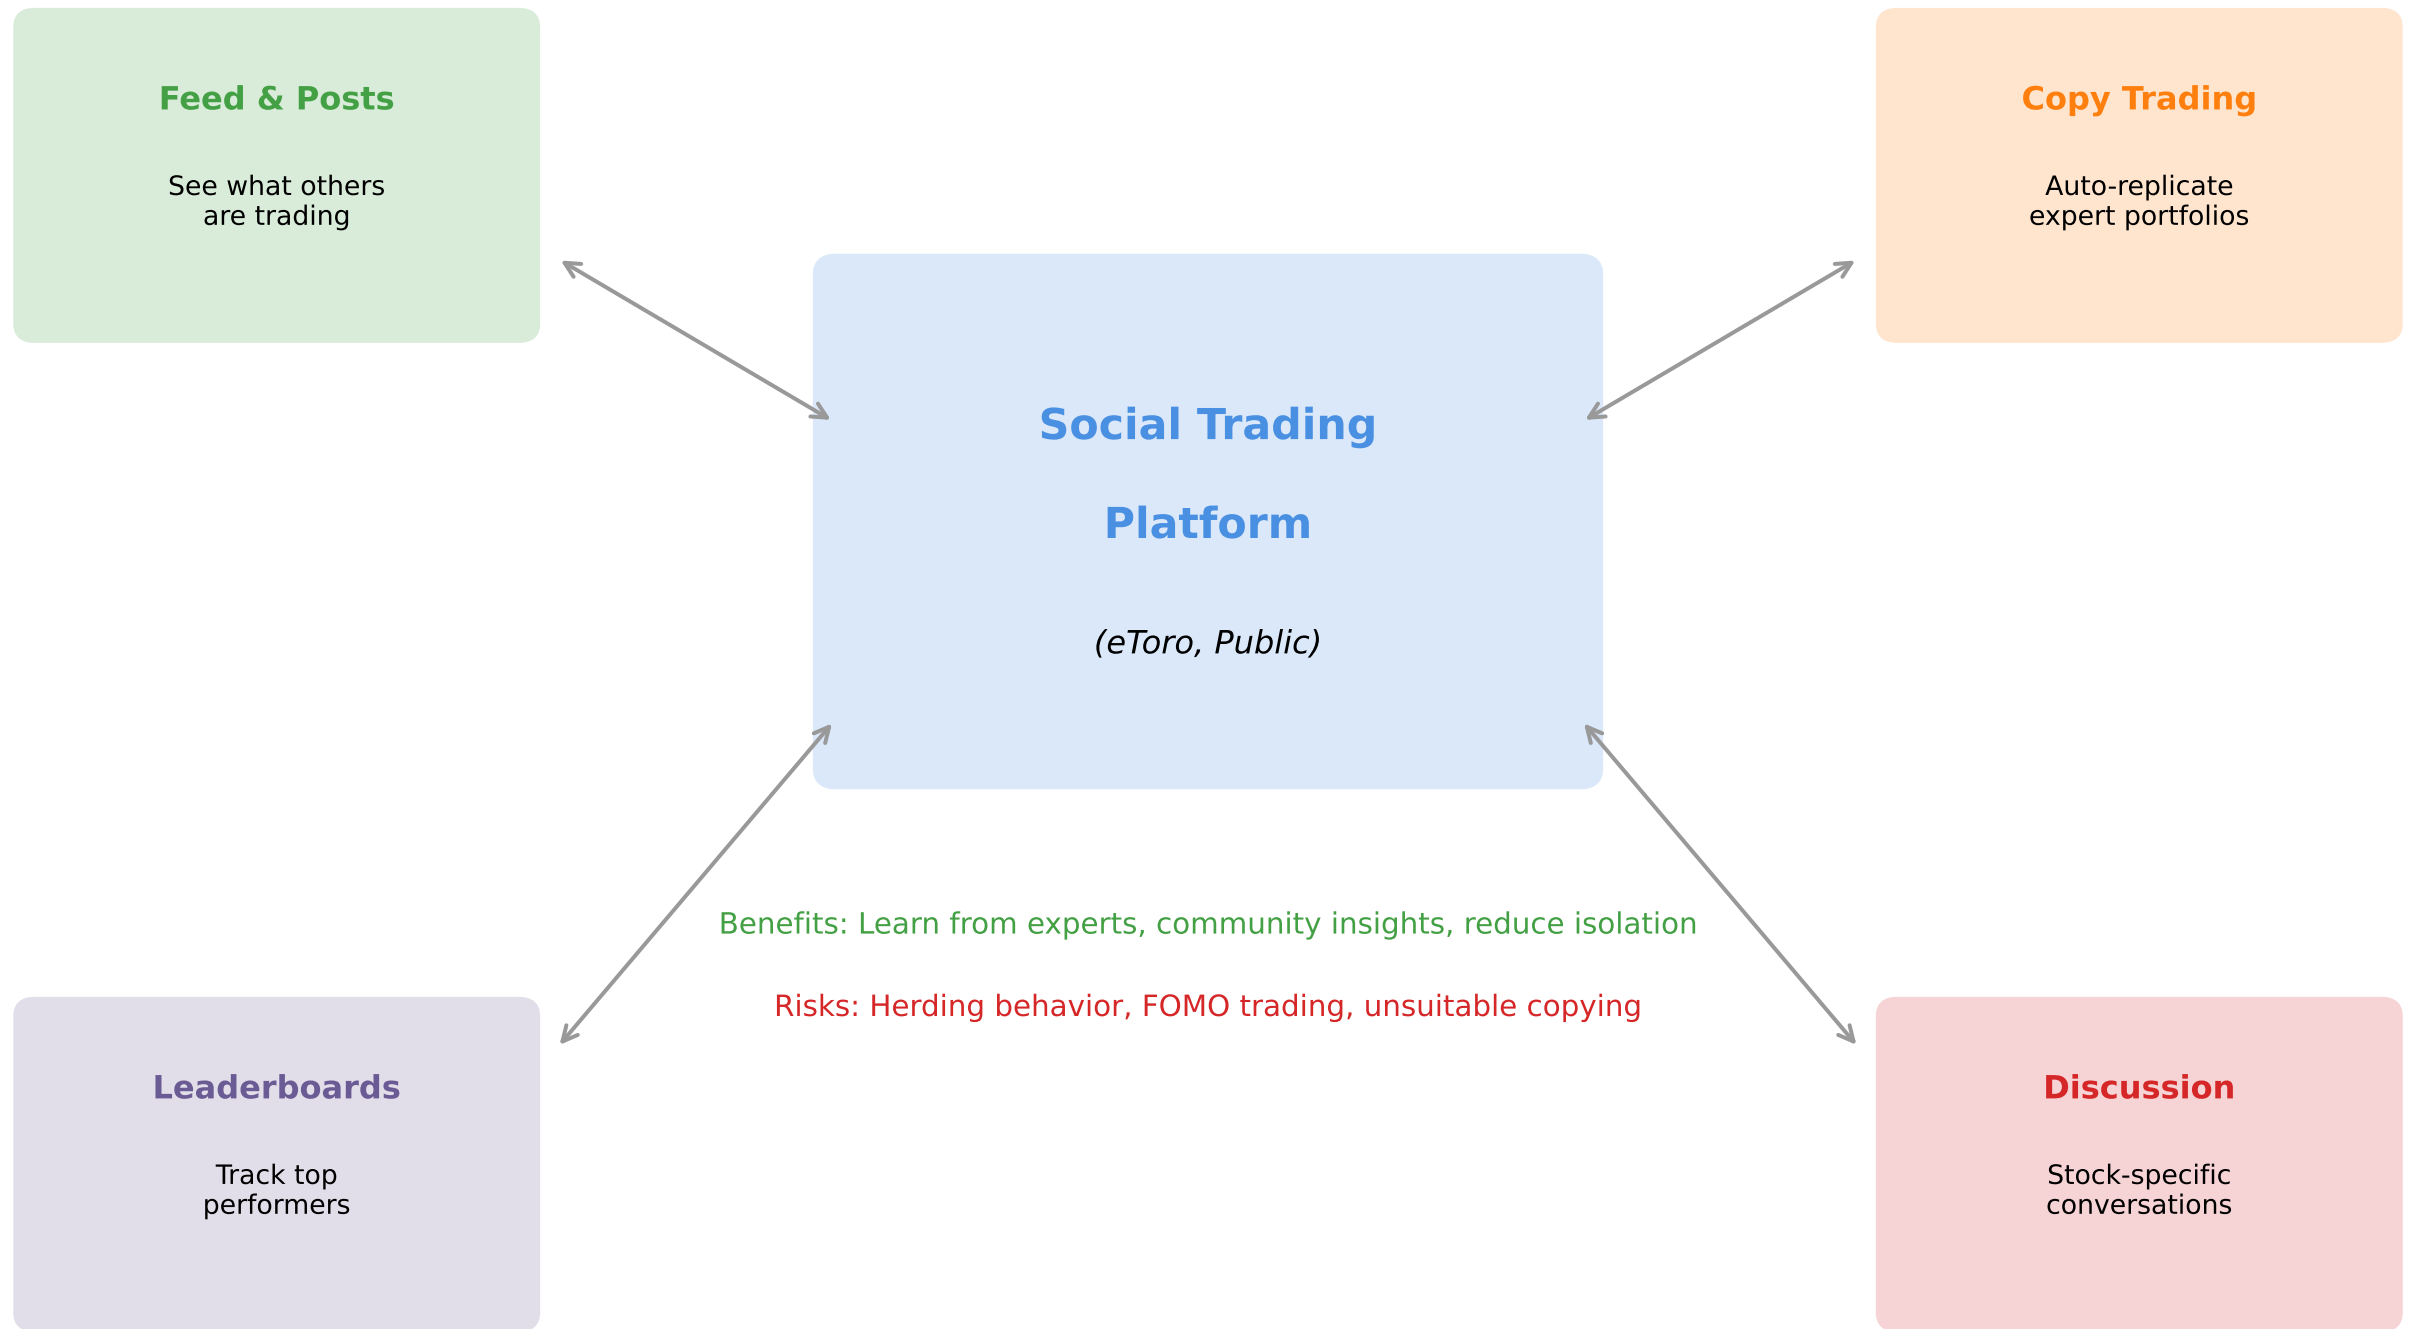 Feed & Posts
See what others
are trading
Copy Trading
Auto-replicate
expert portfolios
Social Trading
Platform
(eToro, Public)
Benefits: Learn from experts, community insights, reduce isolation
Risks: Herding behavior, FOMO trading, unsuitable copying
Leaderboards
Track top
performers
Discussion
Stock-specific
conversations